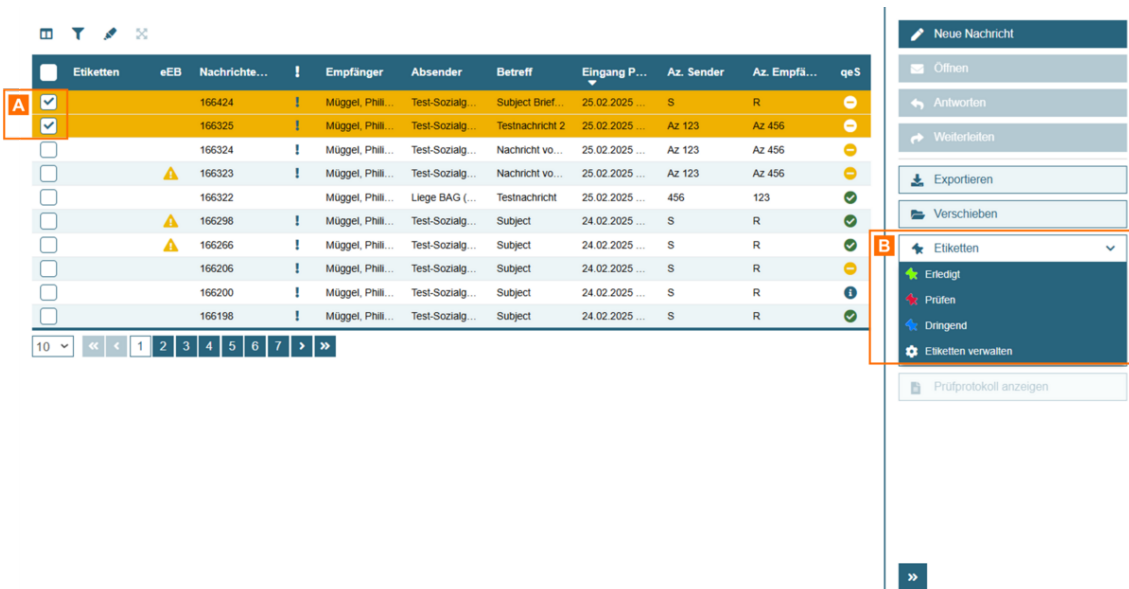 Etiketten eEB Nachrichte... ! Empfänger Absender Betreff Eingang P... Az. Sender Az. Empfä... qeS
A
166424 ! Müggel, Phili... Test-Sozialg... Subject Brief... 25.02.2025 ... S R
166325 ! Müggel, Phili... Test-Sozialg... Testnachricht 2 25.02.2025 ... Az 123 Az 456
166324 ! Müggel, Phili... Test-Sozialg... Nachricht vo... 25.02.2025 ... Az 123 Az 456
166323 ! Müggel, Phili... Test-Sozialg... Nachricht vo... 25.02.2025 ... Az 123 Az 456
166322 Müggel, Phili... Liege BAG (... Testnachricht 25.02.2025 ... 456 123
166298 ! Müggel, Phili... Test-Sozialg... Subject 24.02.2025 ... S R
166266 ! Müggel, Phili... Test-Sozialg... Subject 24.02.2025 ... S R
166206 ! Müggel, Phili... Test-Sozialg... Subject 24.02.2025 ... S R
166200 ! Müggel, Phili... Test-Sozialg... Subject 24.02.2025 ... S R
166198 ! Müggel, Phili... Test-Sozialg... Subject 24.02.2025 ... S R
10 « ‹ 1 2 3 4 5 6 7 › »
Neue Nachricht
Öffnen
Antworten
Weiterleiten
Exportieren
Verschieben
B
Etiketten
Erledigt
Prüfen
Dringend
Etiketten verwalten
Prüfprotokoll anzeigen
»